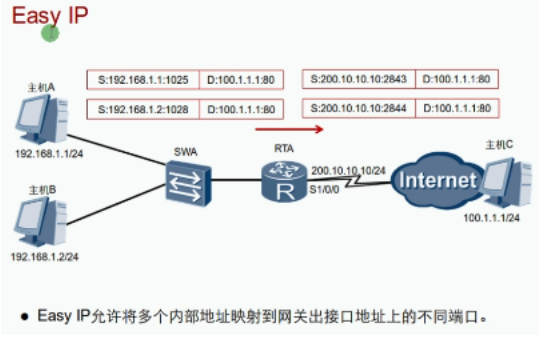 Easy IP
主机A
S:192.168.1.1:1025 D:100.1.1.1:80
S:200.10.10.10:2843 D:100.1.1.1:80
S:192.168.1.2:1028 D:100.1.1.1:80
S:200.10.10.10:2844 D:100.1.1.1:80
192.168.1.1/24
SWA
RTA
主机C
200.10.10.10/24
S1/0/0
R
Internet
主机B
100.1.1.1/24
192.168.1.2/24
● Easy IP允许将多个内部地址映射到网关出接口地址上的不同端口。